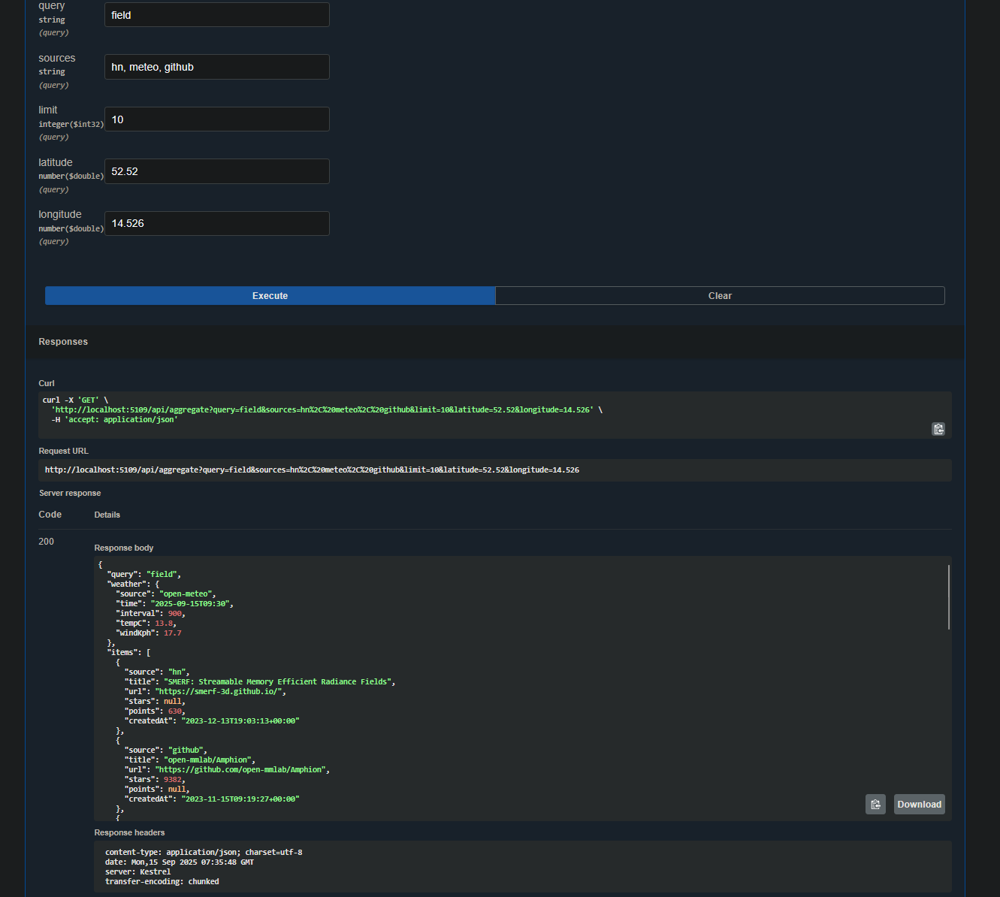 query
string
(query)
field
sources
string
(query)
hn, meteo, github
limit
integer($int32)
(query)
10
latitude
number($double)
(query)
52.52
longitude
number($double)
(query)
14.526
Execute
Clear
Responses
Curl
curl -X 'GET' \
  'http://localhost:5109/api/aggregate?query=field&sources=hn%2C%20meteo%2C%20github&limit=10&latitude=52.52&longitude=14.526' \
  -H 'accept: application/json'
Request URL
http://localhost:5109/api/aggregate?query=field&sources=hn%2C%20meteo%2C%20github&limit=10&latitude=52.52&longitude=14.526
Server response
Code Details
200
Response body
{
  "query": "field",
  "weather": {
    "source": "open-meteo",
    "time": "2025-09-15T09:30",
    "interval": 900,
    "tempC": 13.8,
    "windKph": 17.7
  },
  "items": [
    {
      "source": "hn",
      "title": "SMERF: Streamable Memory Efficient Radiance Fields",
      "url": "https://smerf-3d.github.io/",
      "stars": null,
      "points": 630,
      "createdAt": "2023-12-13T19:03:13+00:00"
    },
    {
      "source": "github",
      "title": "open-mmlab/Amphion",
      "url": "https://github.com/open-mmlab/Amphion",
      "stars": 9382,
      "points": null,
      "createdAt": "2023-11-15T09:19:27+00:00"
    },
    {
Download
Response headers
content-type: application/json; charset=utf-8
date: Mon,15 Sep 2025 07:35:48 GMT
server: Kestrel
transfer-encoding: chunked